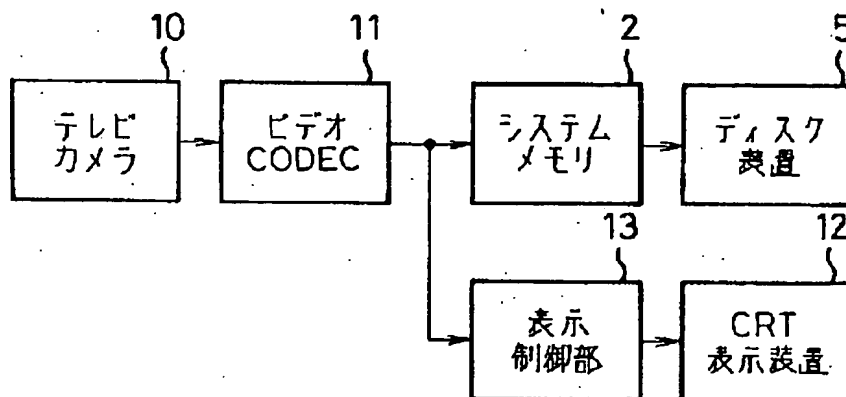 10
11
2
5
テレビ
カメラ
ビデオ
CODEC
システム
メモリ
ディスク
装置
13
12
表示
制御部
CRT
表示装置